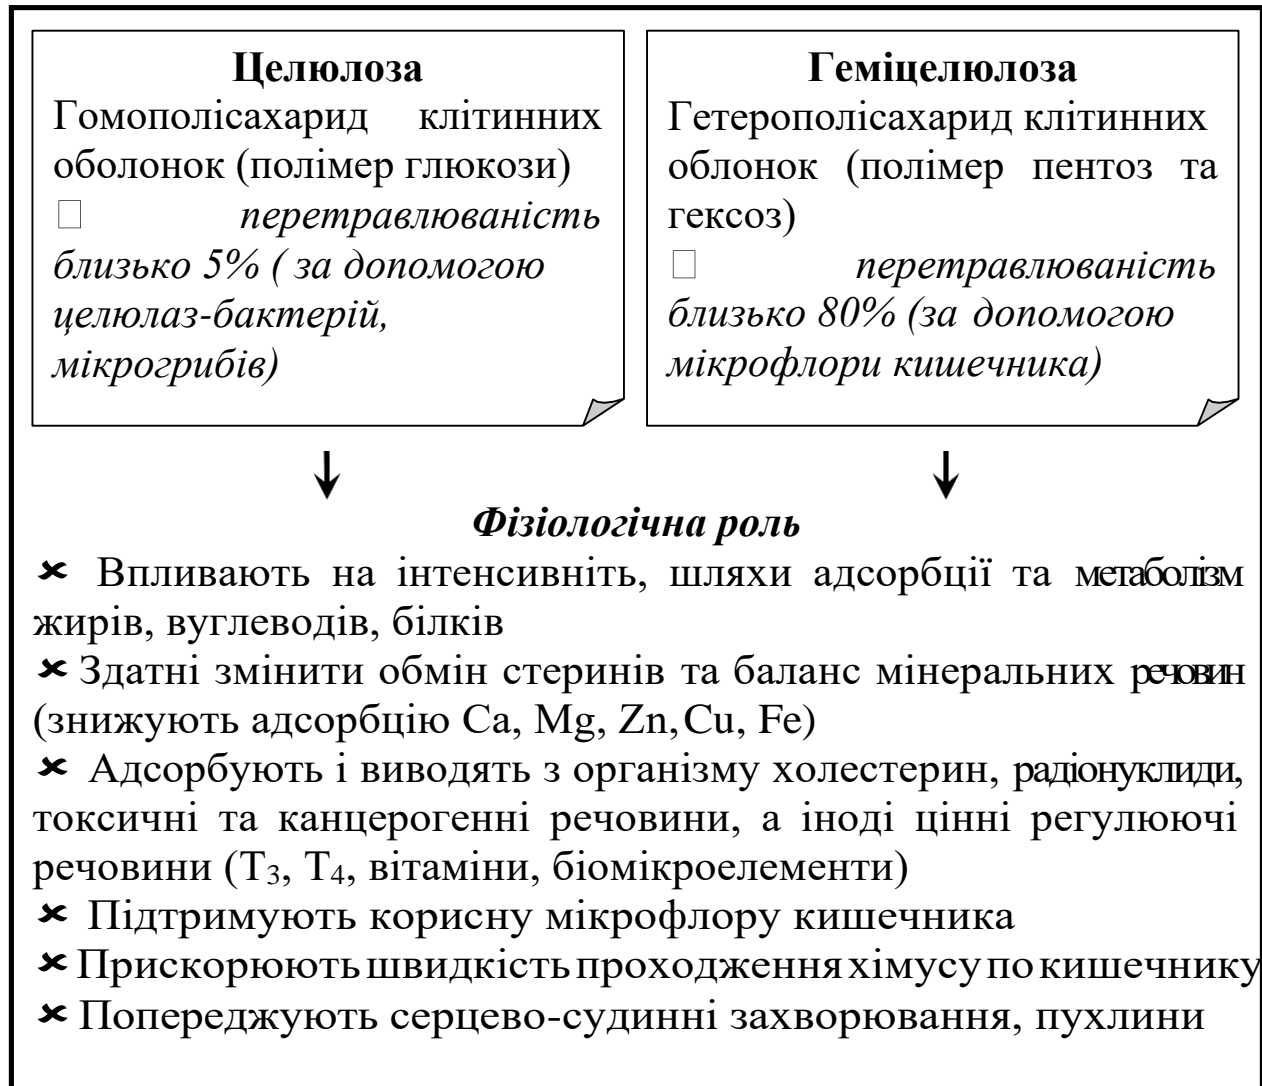 Целюлоза
Гомополісахарид клітинних
оболонок (полімер глюкози)
□ перетравлюваність
близько 5% ( за допомогою
целюлаз-бактерій,
мікрогрибів)
Геміцелюлоза
Гетерополісахарид клітинних
облонок (полімер пентоз та
гексоз)
□ перетравлюваність
близько 80% (за допомогою
мікрофлори кишечника)
Фізіологічна роль
× Впливають на інтенсивніть, шляхи адсорбції та метаболізм
жирів, вуглеводів, білків
× Здатні змінити обмін стеринів та баланс мінеральних речовин
(знижують адсорбцію Ca, Mg, Zn, Cu, Fe)
× Адсорбують і виводять з організму холестерин, радіонуклиди,
токсичні та канцерогенні речовини, а іноді цінні регулюючі
речовини (Т₃, Т₄, вітаміни, біомікроелементи)
× Підтримують корисну мікрофлору кишечника
× Прискорюють швидкість проходження хімусу по кишечнику
× Попереджують серцево-судинні захворювання, пухлини